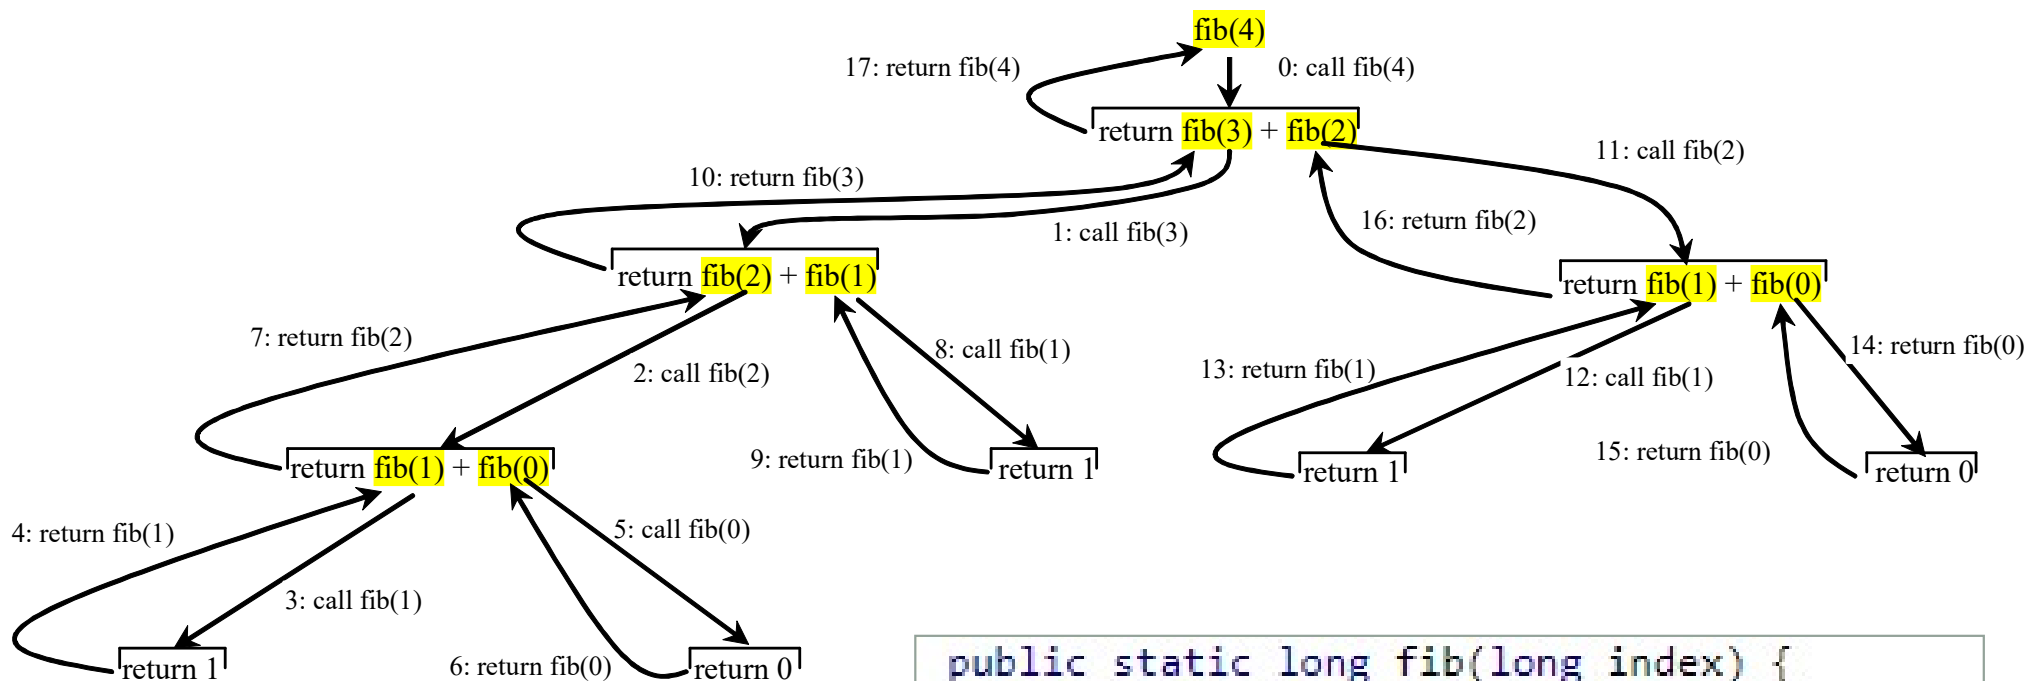 fib(4)
17: return fib(4)
0: call fib(4)
return fib(3) + fib(2)
11: call fib(2)
10: return fib(3)
16: return fib(2)
1: call fib(3)
return fib(2) + fib(1)
return fib(1) + fib(0)
7: return fib(2)
8: call fib(1)
14: return fib(0)
2: call fib(2)
13: return fib(1)
12: call fib(1)
return fib(1) + fib(0)
9: return fib(1)
return 1
return 1
15: return fib(0)
return 0
4: return fib(1)
5: call fib(0)
3: call fib(1)
return 1
6: return fib(0)
return 0
public static long fib(long index) {